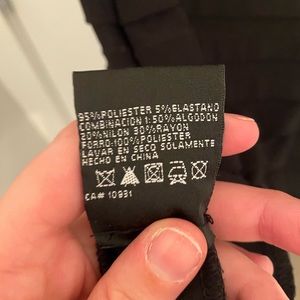 95%POLIESTER 5%ELASTANO
COMBINACION 1:50%ALGODON
20%NILON 30%RAYON
FORRO:100%POLIESTER
LAVAR EN SECO SOLAMENTE
HECHO EN CHINA
CA# 10931